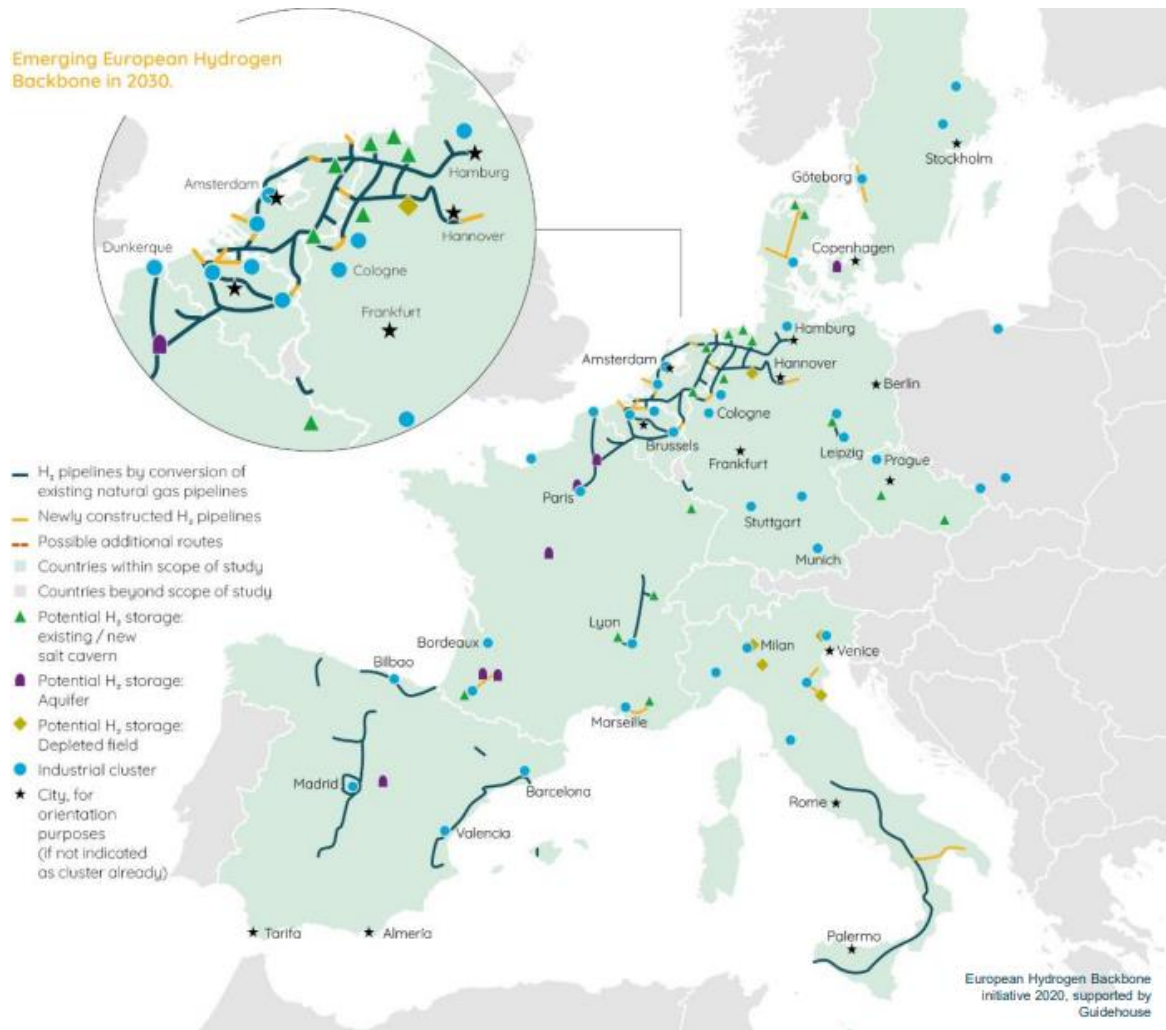 Emerging European Hydrogen
Backbone in 2030.
Amsterdam
Hamburg
Dunkerque
Hannover
Cologne
Frankfurt
Stockholm
Göteborg
Copenhagen
Hamburg
Amsterdam
Hannover
Berlin
Cologne
Brussels
Leipzig
Frankfurt
Prague
Paris
Stuttgart
Munich
Lyon
Bordeaux
Milan
Bilbao
Venice
Marseille
Madrid
Barcelona
Rome
Valencia
Tarifa
Almería
Palermo
H₂ pipelines by conversion of
existing natural gas pipelines
Newly constructed H₂ pipelines
Possible additional routes
Countries within scope of study
Countries beyond scope of study
Potential H₂ storage:
existing / new
salt cavern
Potential H₂ storage:
Aquifer
Potential H₂ storage:
Depleted field
Industrial cluster
City, for
orientation
purposes
(if not indicated
as cluster already)
European Hydrogen Backbone
initiative 2020, supported by
Guidehouse